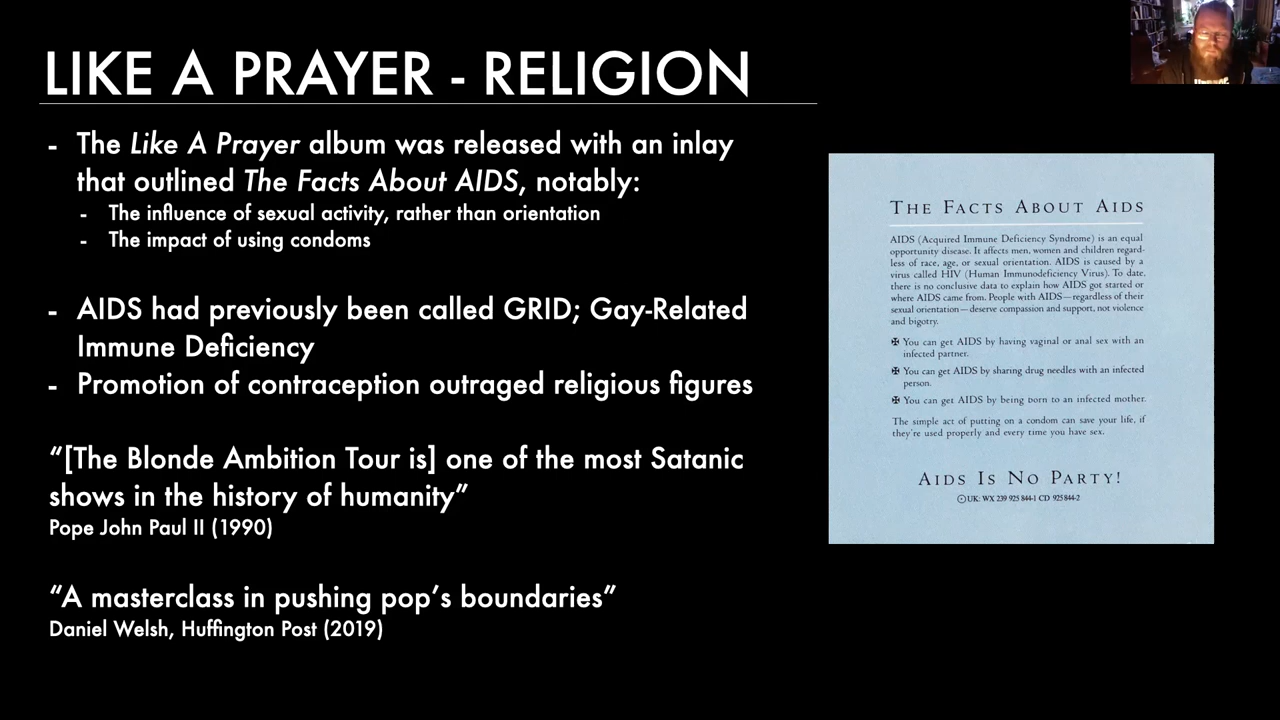 LIKE A PRAYER - RELIGION
- The Like A Prayer album was released with an inlay
that outlined The Facts About AIDS, notably:
- The influence of sexual activity, rather than orientation
- The impact of using condoms
- AIDS had previously been called GRID; Gay-Related
Immune Deficiency
- Promotion of contraception outraged religious figures
“[The Blonde Ambition Tour is] one of the most Satanic
shows in the history of humanity”
Pope John Paul II (1990)
“A masterclass in pushing pop’s boundaries”
Daniel Welsh, Huffington Post (2019)
THE FACTS ABOUT AIDS
AIDS (Acquired Immune Deficiency Syndrome) is an equal
opportunity disease. It affects men, women and children regard-
less of race, age, or sexual orientation. AIDS is caused by a
virus called HIV (Human Immunodeficiency Virus). To date,
there is no conclusive data to explain how AIDS got started or
where AIDS came from. People with AIDS—regardless of their
sexual orientation—deserve compassion and support, not violence
and bigotry.
✠ You can get AIDS by having vaginal or anal sex with an
infected partner.
✠ You can get AIDS by sharing drug needles with an infected
person.
✠ You can get AIDS by being born to an infected mother.
The simple act of putting on a condom can save your life, if
they're used properly and every time you have sex.
AIDS IS NO PARTY!
UK: WX 239 925 844-1 CD 925 844-2